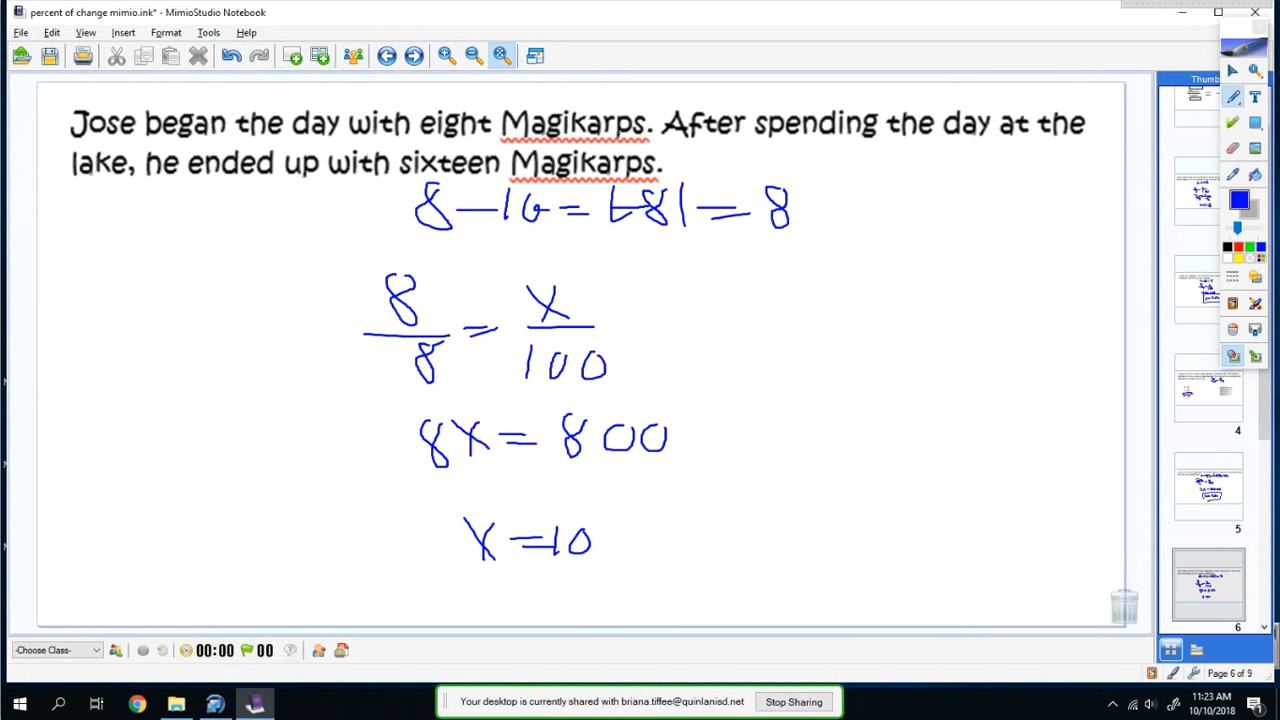 percent of change mimio.ink* - MimioStudio Notebook
File Edit View Insert Format Tools Help
Thumb
Jose began the day with eight Magikarps. After spending the day at the
lake, he ended up with sixteen Magikarps.
8-16=|-8|=8
8/8 = x/100
8x=800
x=10
4
5
6
-Choose Class- 00:00 00
Page 6 of 9
Your desktop is currently shared with briana.tiffee@quinlanisd.net Stop Sharing
11:23 AM
10/10/2018
1